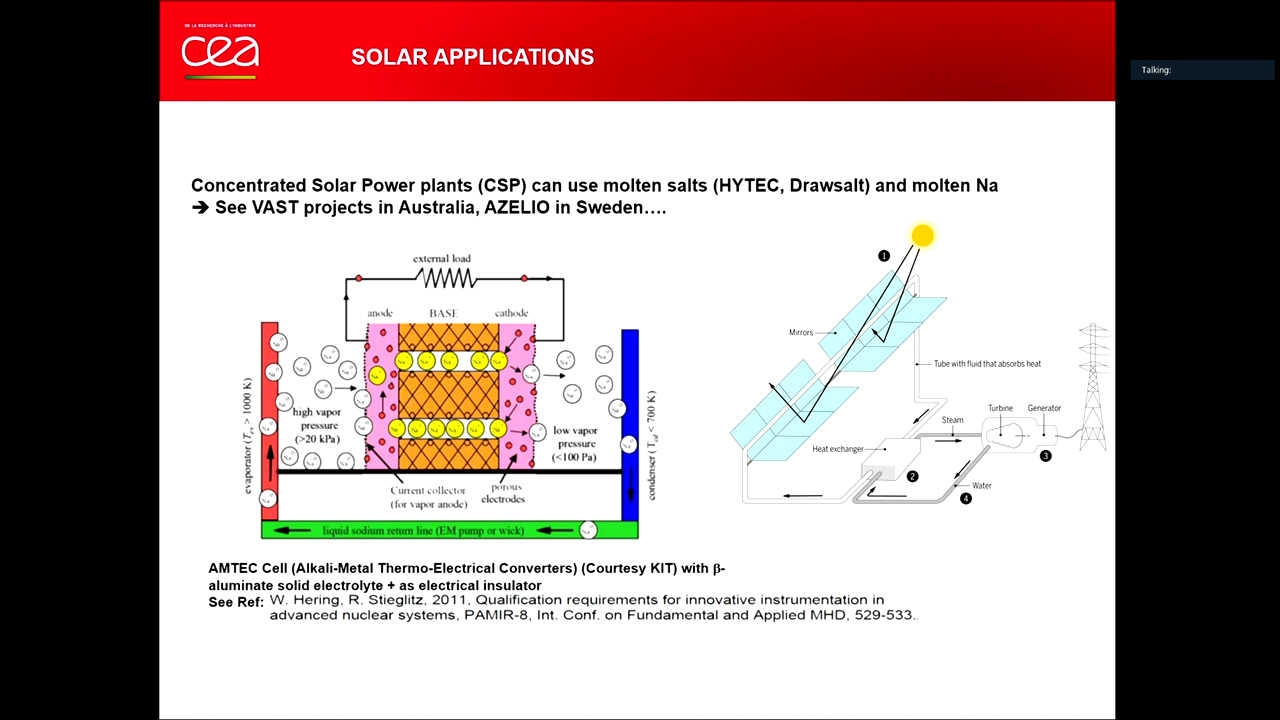 DE LA RECHERCHE À L'INDUSTRIE
cea
SOLAR APPLICATIONS
Talking:
Concentrated Solar Power plants (CSP) can use molten salts (HYTEC, Drawsalt) and molten Na
➔ See VAST projects in Australia, AZELIO in Sweden….
external load
anode
BASE
cathode
high vapor
pressure
(>20 kPa)
low vapor
pressure
(<100 Pa)
evaporator (
> 1000 K)
condenser (
< 700 K)
Current collector
(for vapor anode)
porous
electrodes
liquid sodium return line (EM pump or wick)
1
Mirrors
Tube with fluid that absorbs heat
Steam
Turbine
Generator
Heat exchanger
3
2
Water
4
AMTEC Cell (Alkali-Metal Thermo-Electrical Converters) (Courtesy KIT) with β-
aluminate solid electrolyte + as electrical insulator
See Ref: W. Hering, R. Stieglitz, 2011, Qualification requirements for innovative instrumentation in
advanced nuclear systems, PAMIR-8, Int. Conf. on Fundamental and Applied MHD, 529-533..